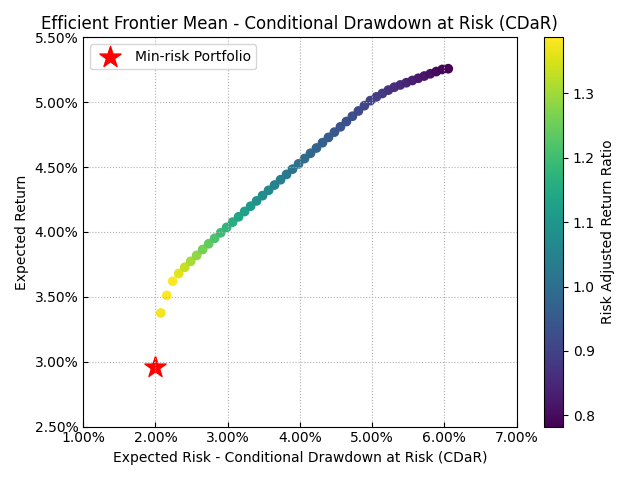 Efficient Frontier Mean - Conditional Drawdown at Risk (CDaR)
Min-risk Portfolio
Expected Return
5.50%
5.00%
4.50%
4.00%
3.50%
3.00%
2.50%
1.00% 2.00% 3.00% 4.00% 5.00% 6.00% 7.00%
Expected Risk - Conditional Drawdown at Risk (CDaR)
1.3
1.2
1.1
1.0
0.9
0.8
Risk Adjusted Return Ratio